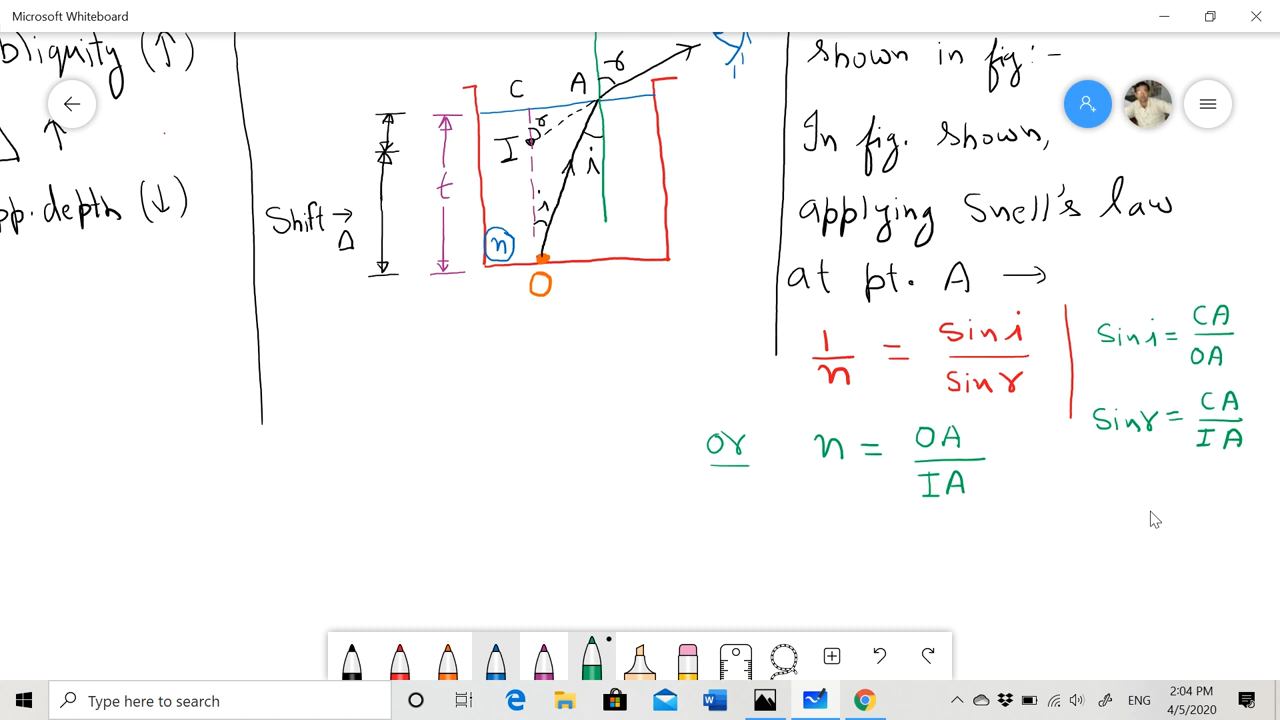 Microsoft Whiteboard
bliquity (↑)
Δ ↑
pp. depth (↓)
C
A
r
I
r
i
i
t
Shift →
Δ
n
O
shown in fig:-
In fig. shown,
applying Snell's law
at pt. A →
1/n = sin i/sin r
sin i = CA/OA
sin r = CA/IA
or n = OA/IA
Type here to search
ENG
2:04 PM
4/5/2020